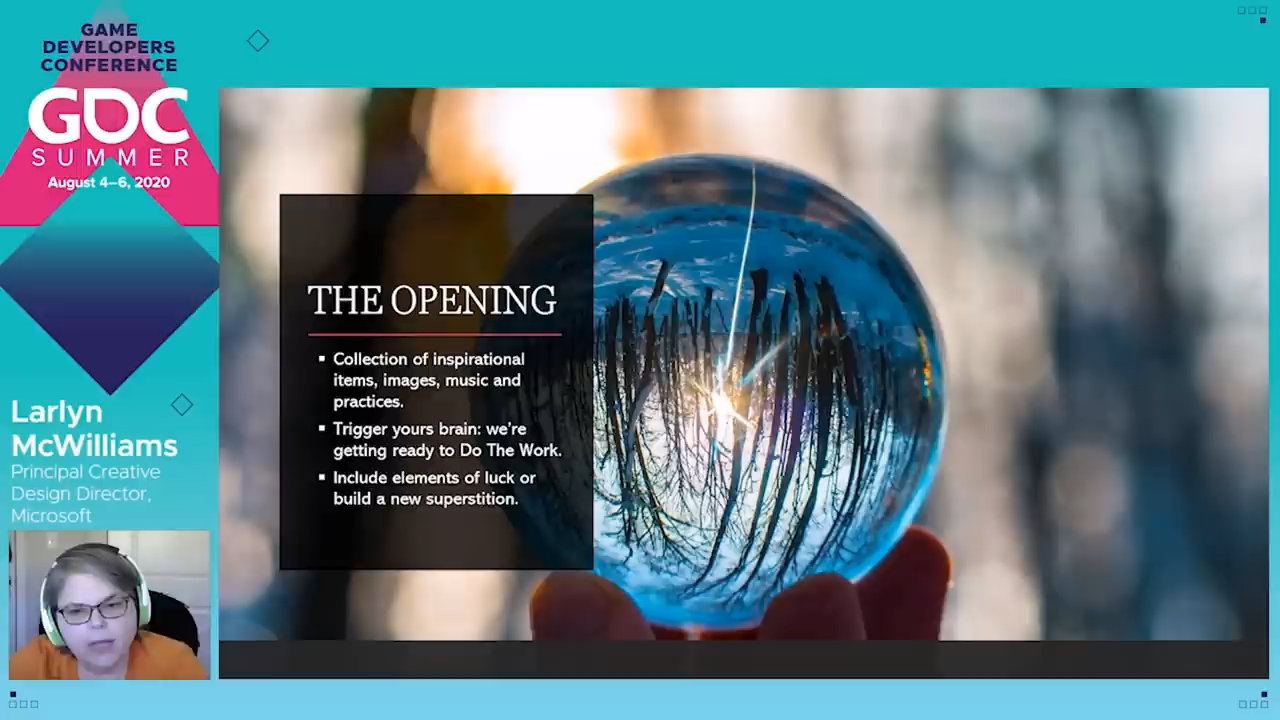 GAME
DEVELOPERS
CONFERENCE
GDC
SUMMER
August 4–6, 2020
Larlyn
McWilliams
Principal Creative
Design Director,
Microsoft
THE OPENING
▪ Collection of inspirational
items, images, music and
practices.
▪ Trigger yours brain: we're
getting ready to Do The Work.
▪ Include elements of luck or
build a new superstition.